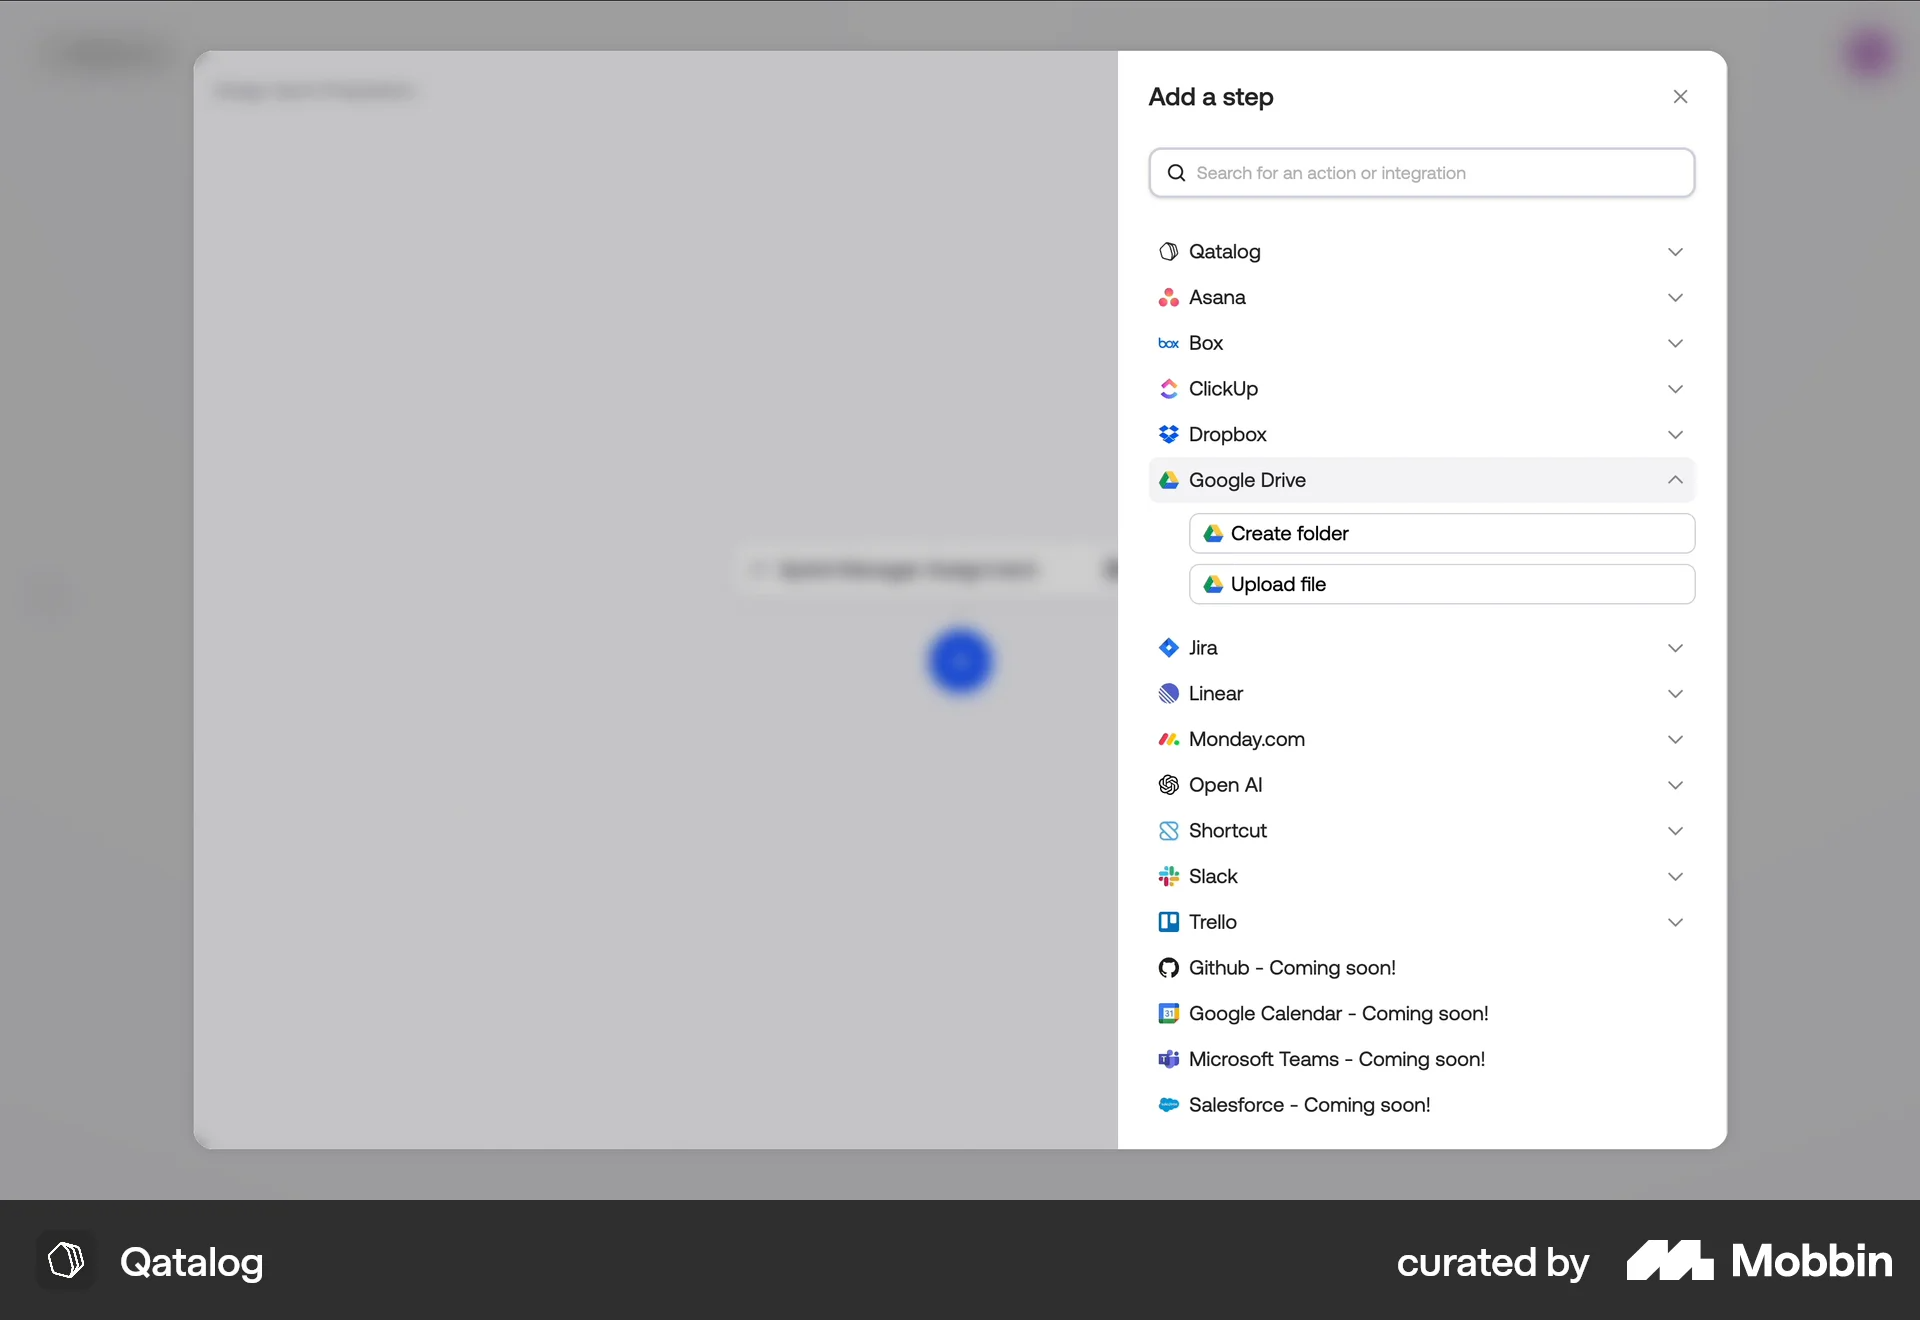 Add a step
Search for an action or integration
Qatalog
Asana
box Box
ClickUp
Dropbox
Google Drive
Create folder
Upload file
Jira
Linear
Monday.com
Open AI
Shortcut
Slack
Trello
Github - Coming soon!
31 Google Calendar - Coming soon!
Microsoft Teams - Coming soon!
Salesforce - Coming soon!
Qatalog
curated by Mobbin